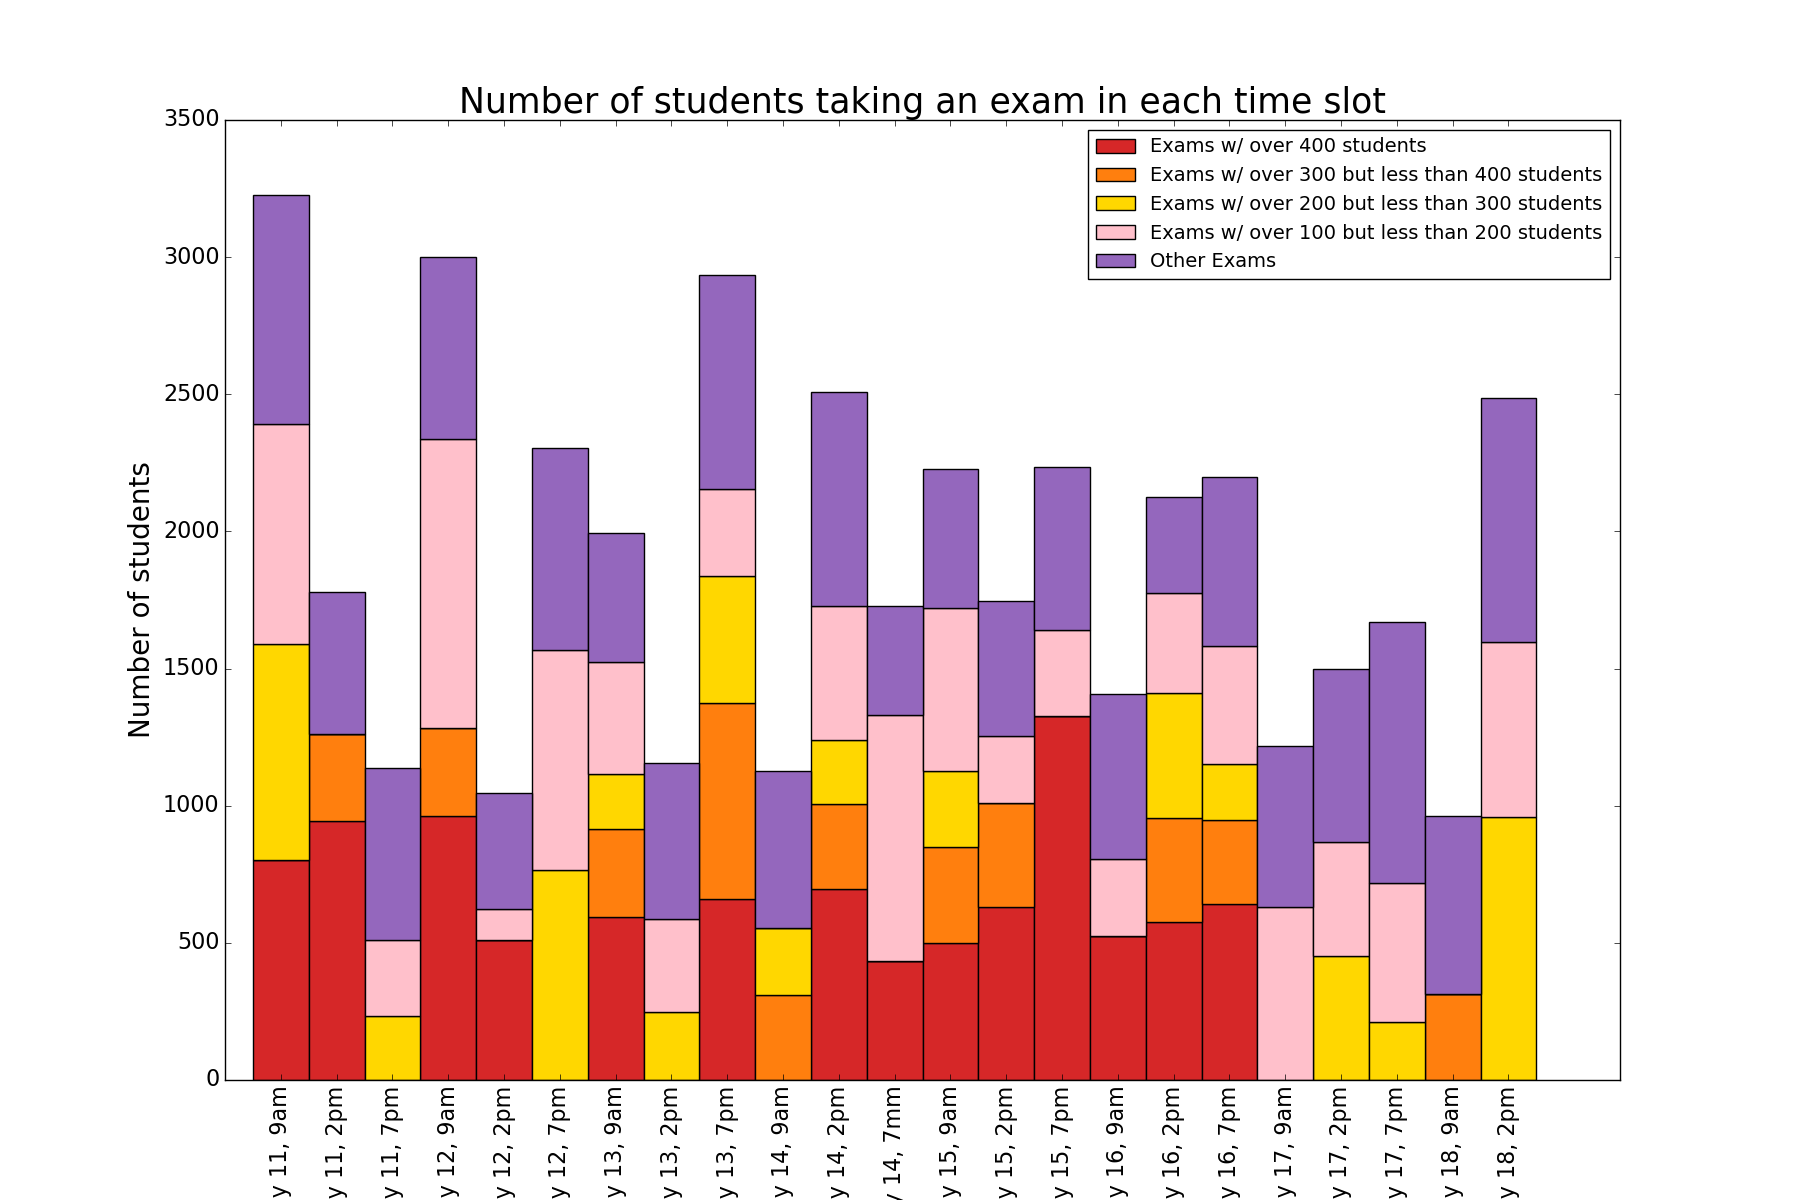 Number of students taking an exam in each time slot
3500
3000
2500
2000
1500
1000
500
0
Number of students
Exams w/ over 400 students
Exams w/ over 300 but less than 400 students
Exams w/ over 200 but less than 300 students
Exams w/ over 100 but less than 200 students
Other Exams
y 11, 9am
y 11, 2pm
y 11, 7pm
y 12, 9am
y 12, 2pm
y 12, 7pm
y 13, 9am
y 13, 2pm
y 13, 7pm
y 14, 9am
y 14, 2pm
y 14, 7mm
y 15, 9am
y 15, 2pm
y 15, 7pm
y 16, 9am
y 16, 2pm
y 16, 7pm
y 17, 9am
y 17, 2pm
y 17, 7pm
y 18, 9am
y 18, 2pm